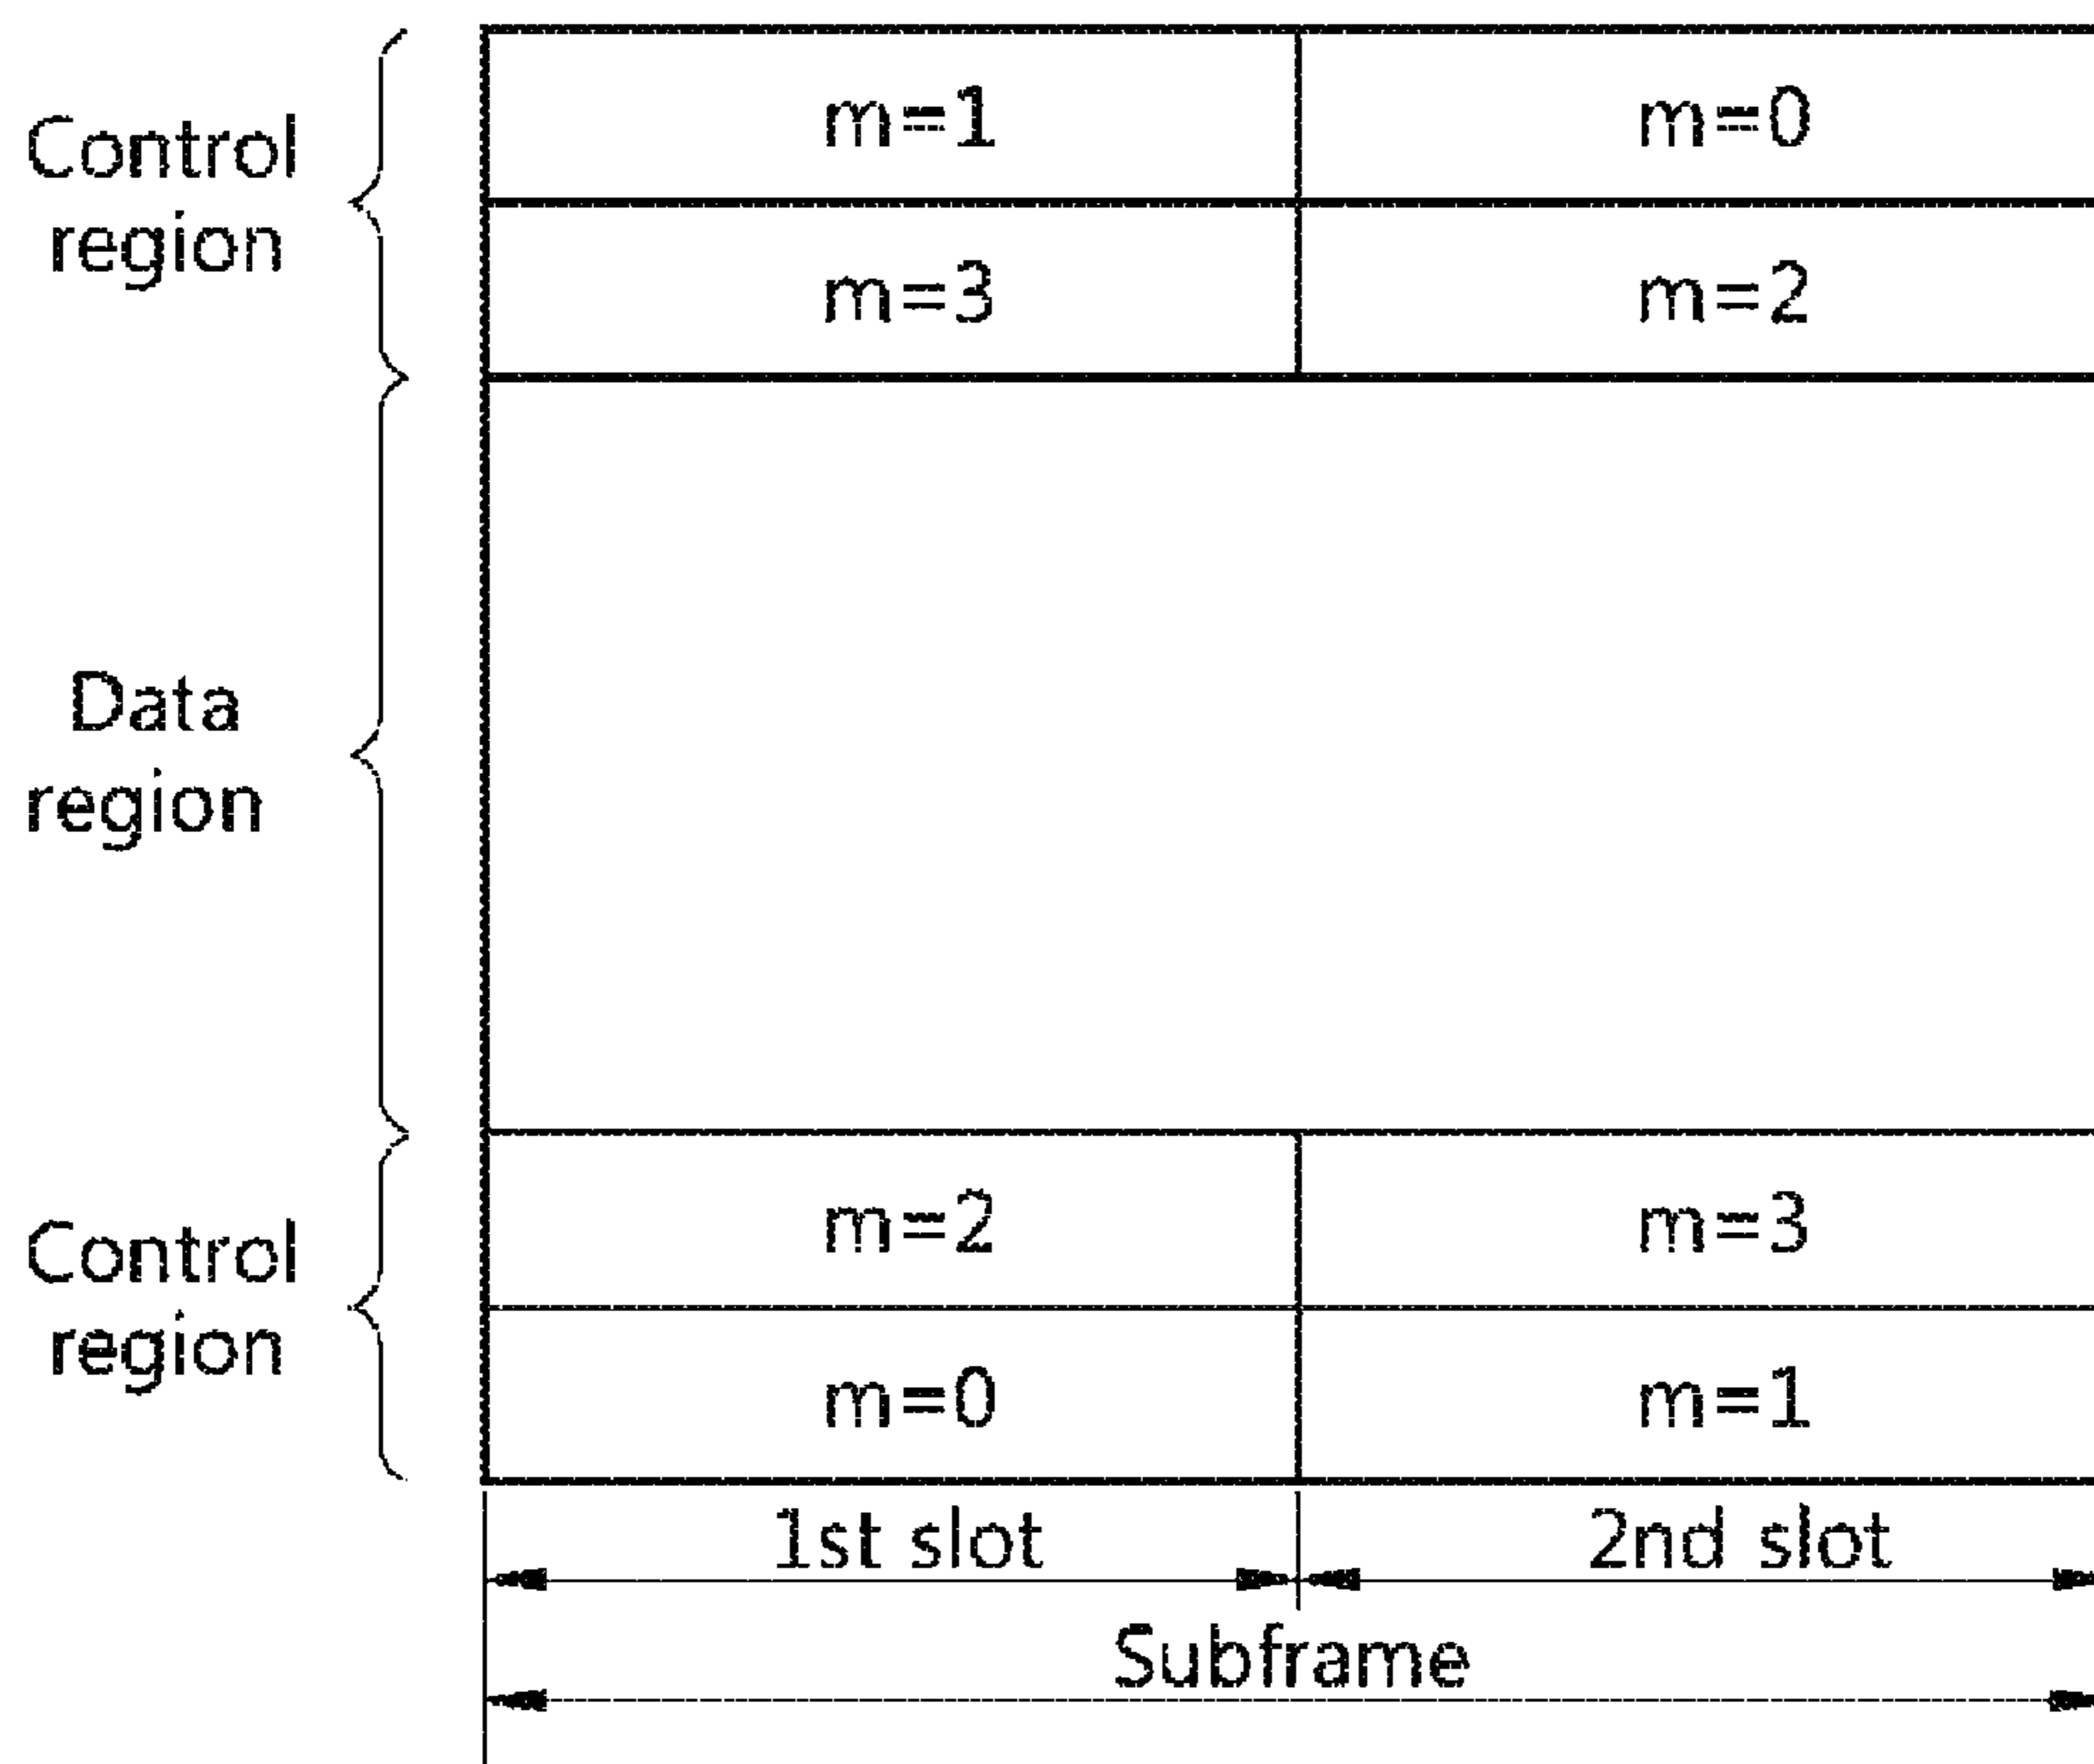 m=1 m=0
Control
region
m=3 m=2
Data
region
m=2 m=3
Control
region
m=0 m=1
1st slot 2nd slot
Subframe